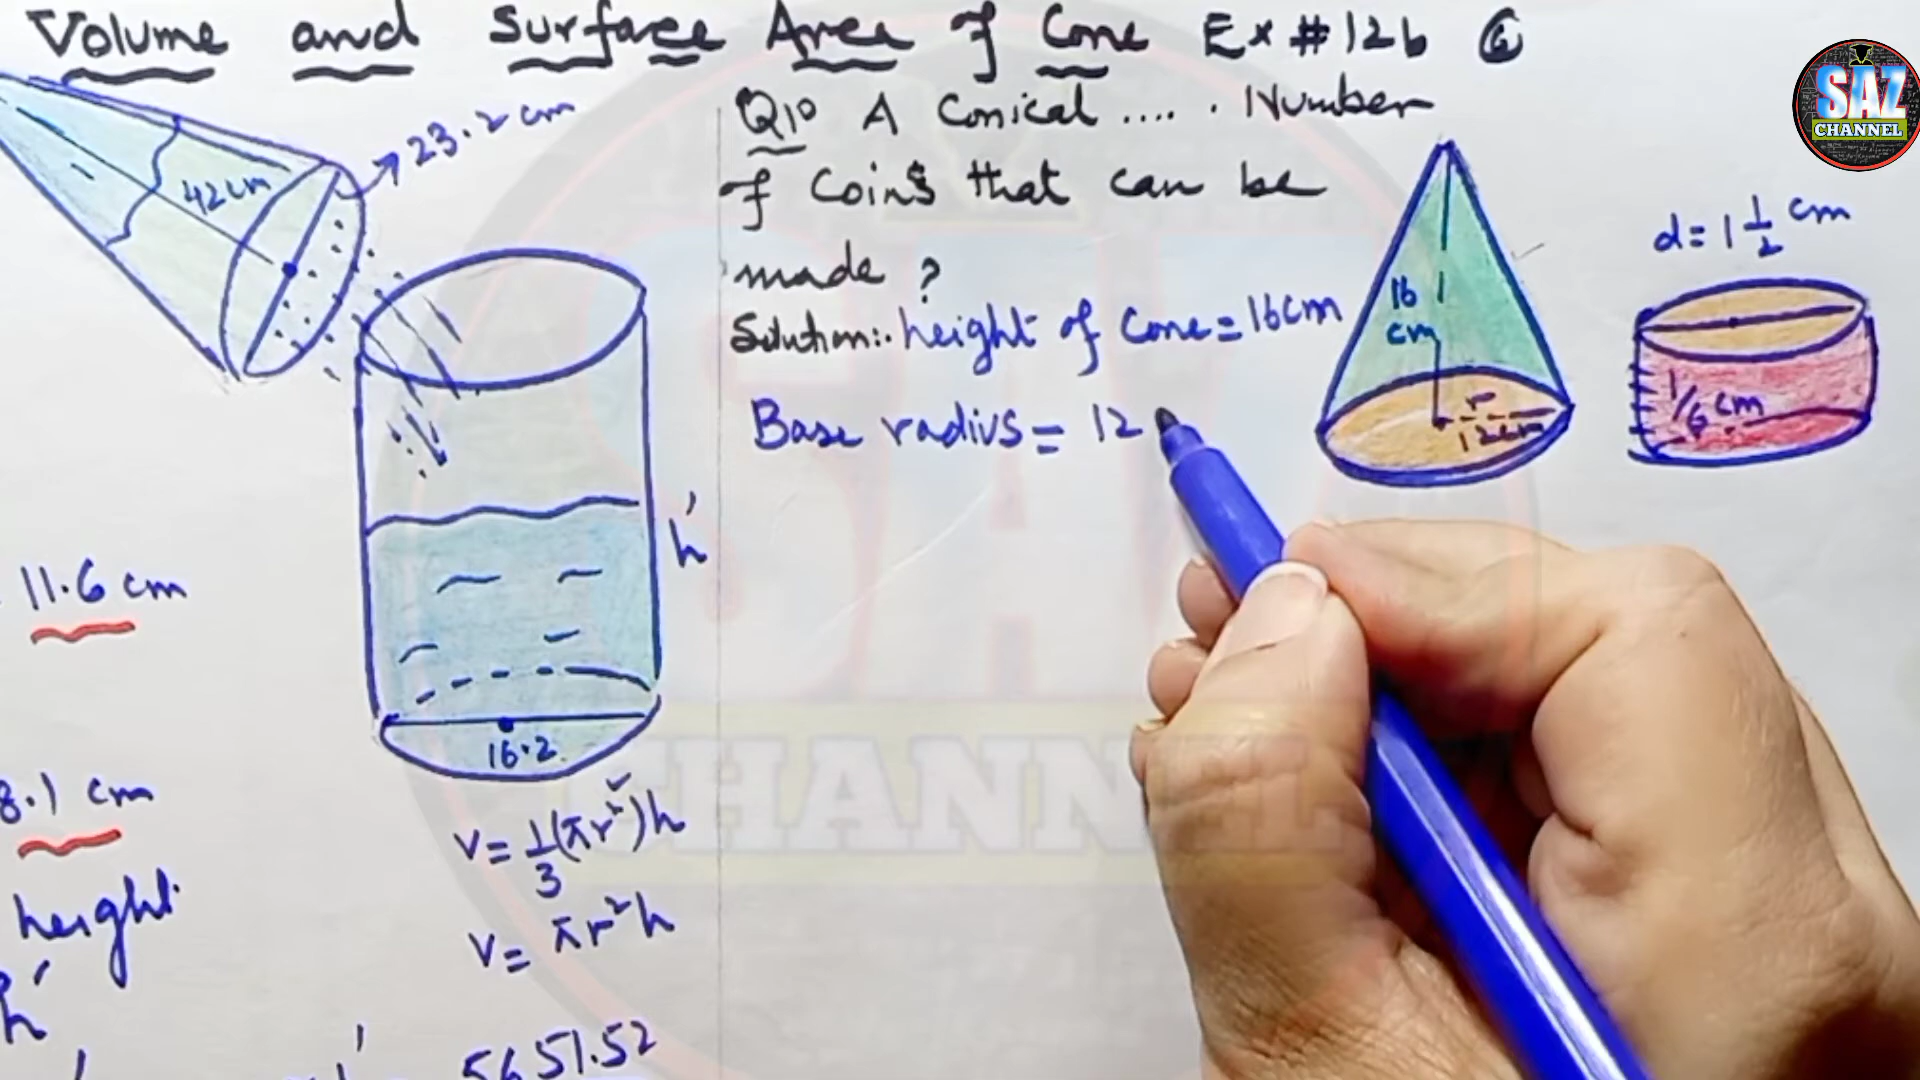 Volume and Surface Area of Cone Ex # 12b 6
SAZ
CHANNEL
23.2 cm
42 cm
11.6 cm
8.1 cm
height
h'
h'
16.2
V = 1/3 (πr²)h
V = πr²h
5651.52
Q10 A Conical ..... Number
of Coins that can be
made ?
Solution:. height of Cone = 16cm
Base radius = 12
16
cm
r
12cm
d = 1 1/2 cm
1/6 cm
SAZ
CHANNEL